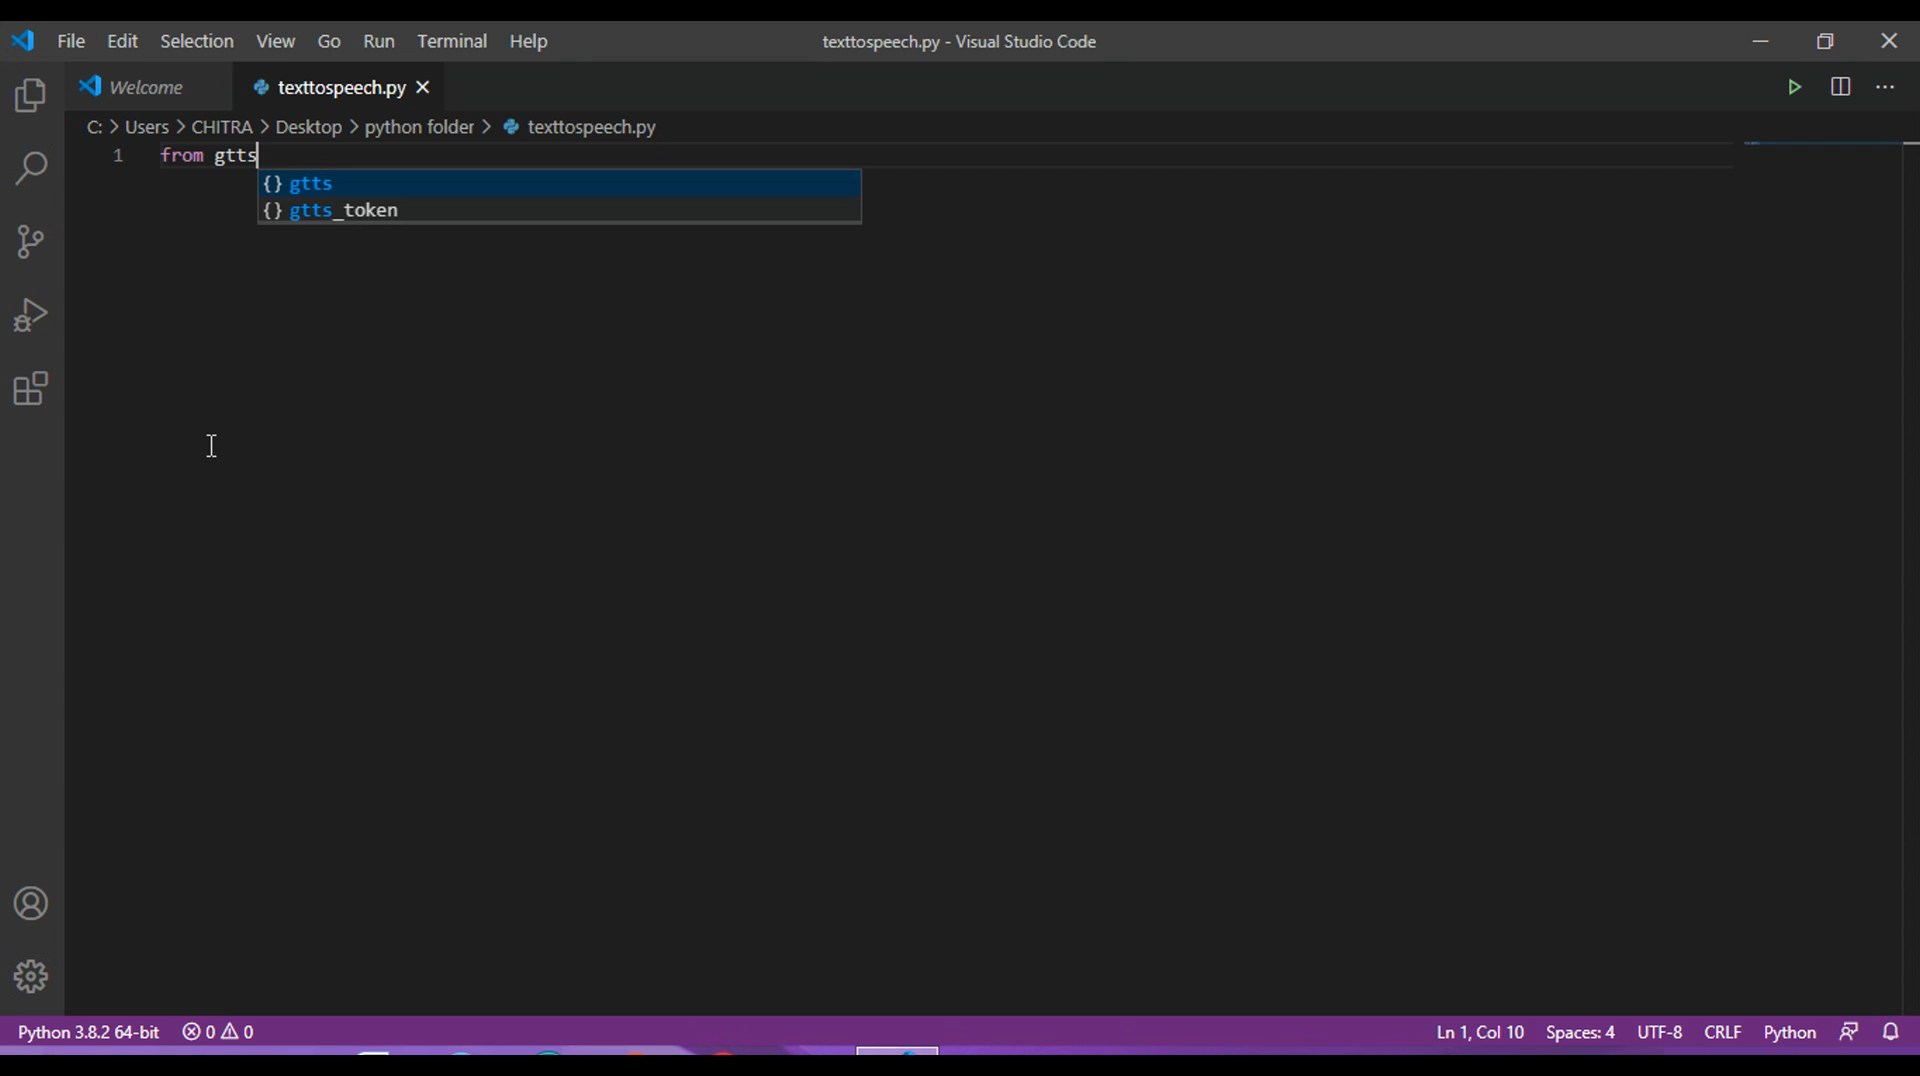 File Edit Selection View Go Run Terminal Help texttospeech.py - Visual Studio Code
Welcome texttospeech.py
C: > Users > CHITRA > Desktop > python folder > texttospeech.py
1 from gtts
{} gtts
{} gtts_token
Python 3.8.2 64-bit 0 0 Ln 1, Col 10 Spaces: 4 UTF-8 CRLF Python